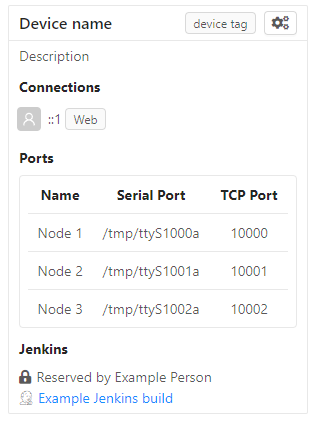 Device name device tag
Description
Connections
::1 Web
Ports
Name Serial Port TCP Port
Node 1 /tmp/ttyS1000a 10000
Node 2 /tmp/ttyS1001a 10001
Node 3 /tmp/ttyS1002a 10002
Jenkins
Reserved by Example Person
Example Jenkins build